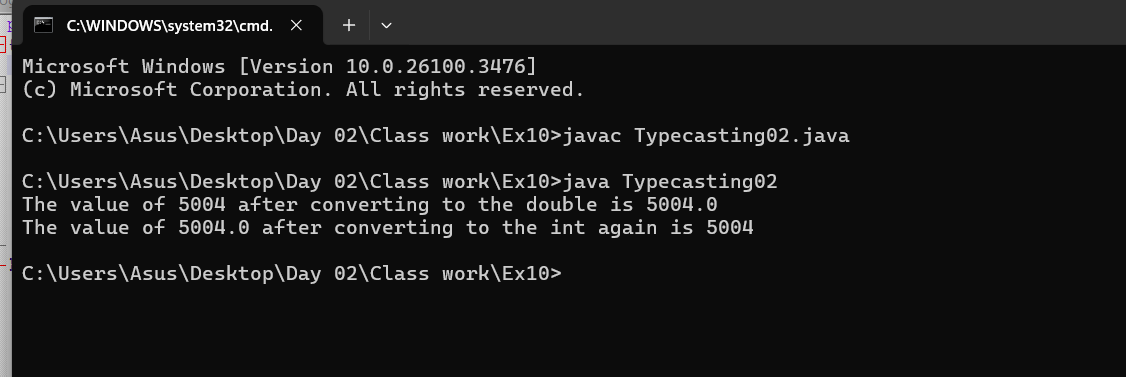 C:\WINDOWS\system32\cmd.
Microsoft Windows [Version 10.0.26100.3476]
(c) Microsoft Corporation. All rights reserved.
C:\Users\Asus\Desktop\Day 02\Class work\Ex10>javac Typecasting02.java
C:\Users\Asus\Desktop\Day 02\Class work\Ex10>java Typecasting02
The value of 5004 after converting to the double is 5004.0
The value of 5004.0 after converting to the int again is 5004
C:\Users\Asus\Desktop\Day 02\Class work\Ex10>